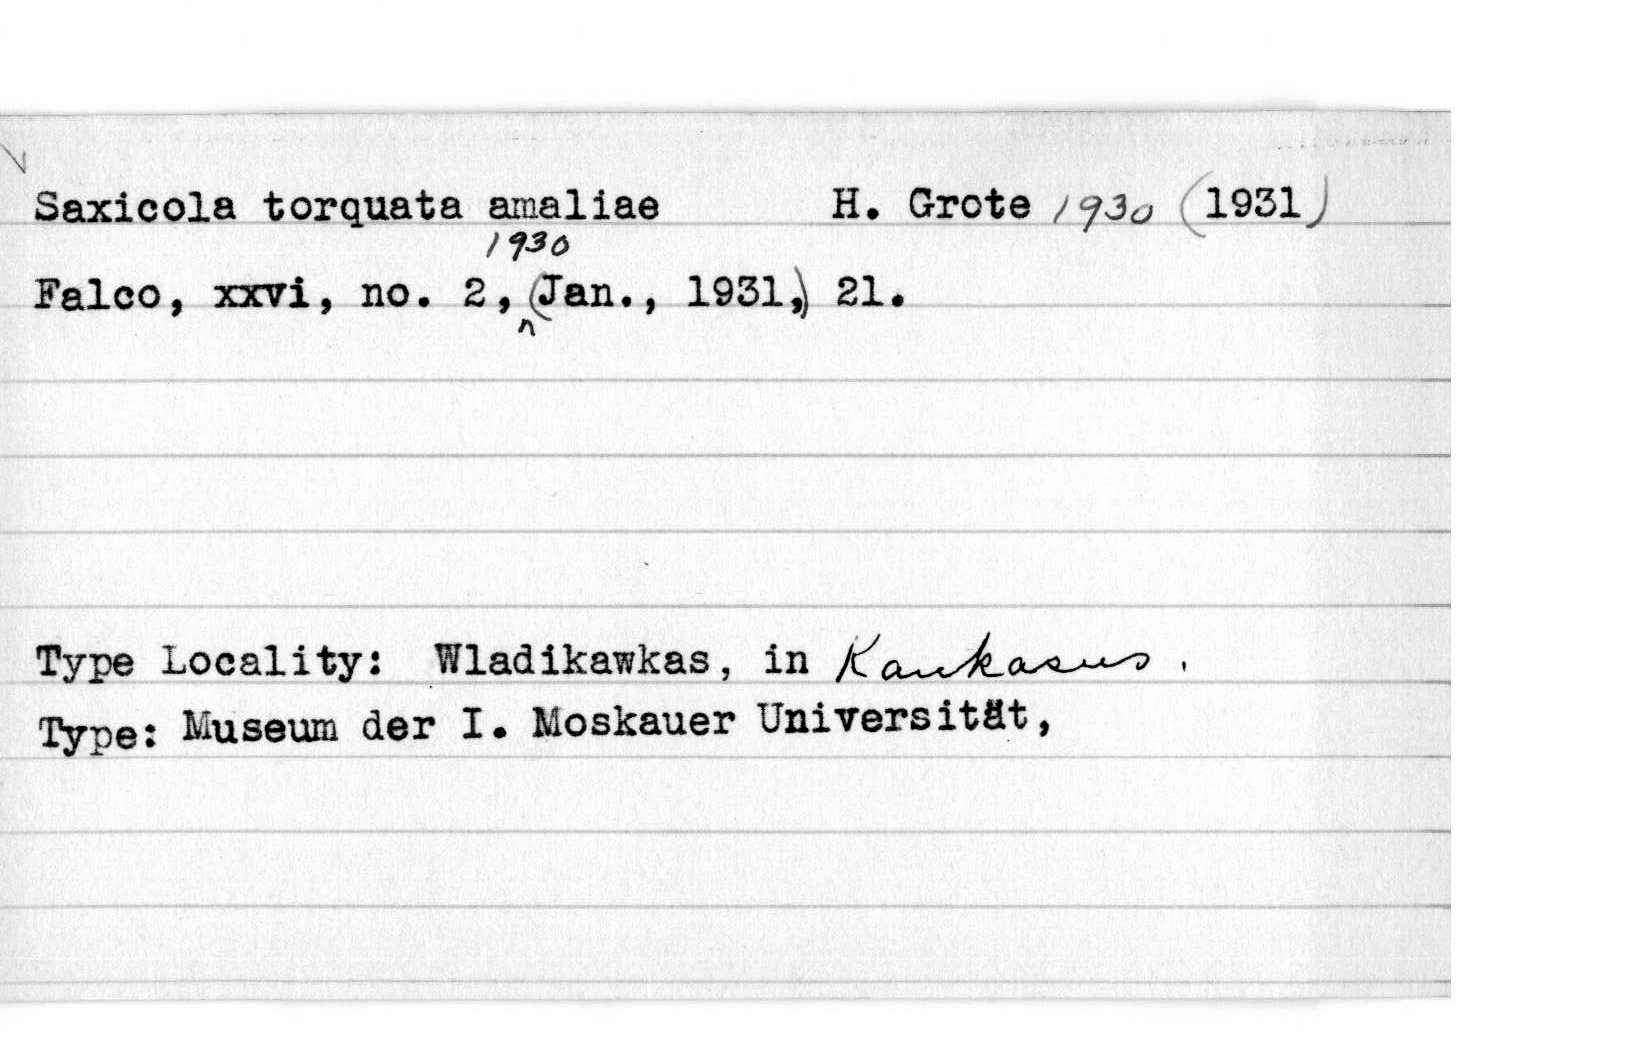 Saxicola torquata amaliae H. Grote 1930 (1931)
1930
Falco, xxvi, no. 2, (Jan., 1931,) 21.
Type Locality: Wladikawkas, in Kaukasus.
Type: Museum der I. Moskauer Universität,